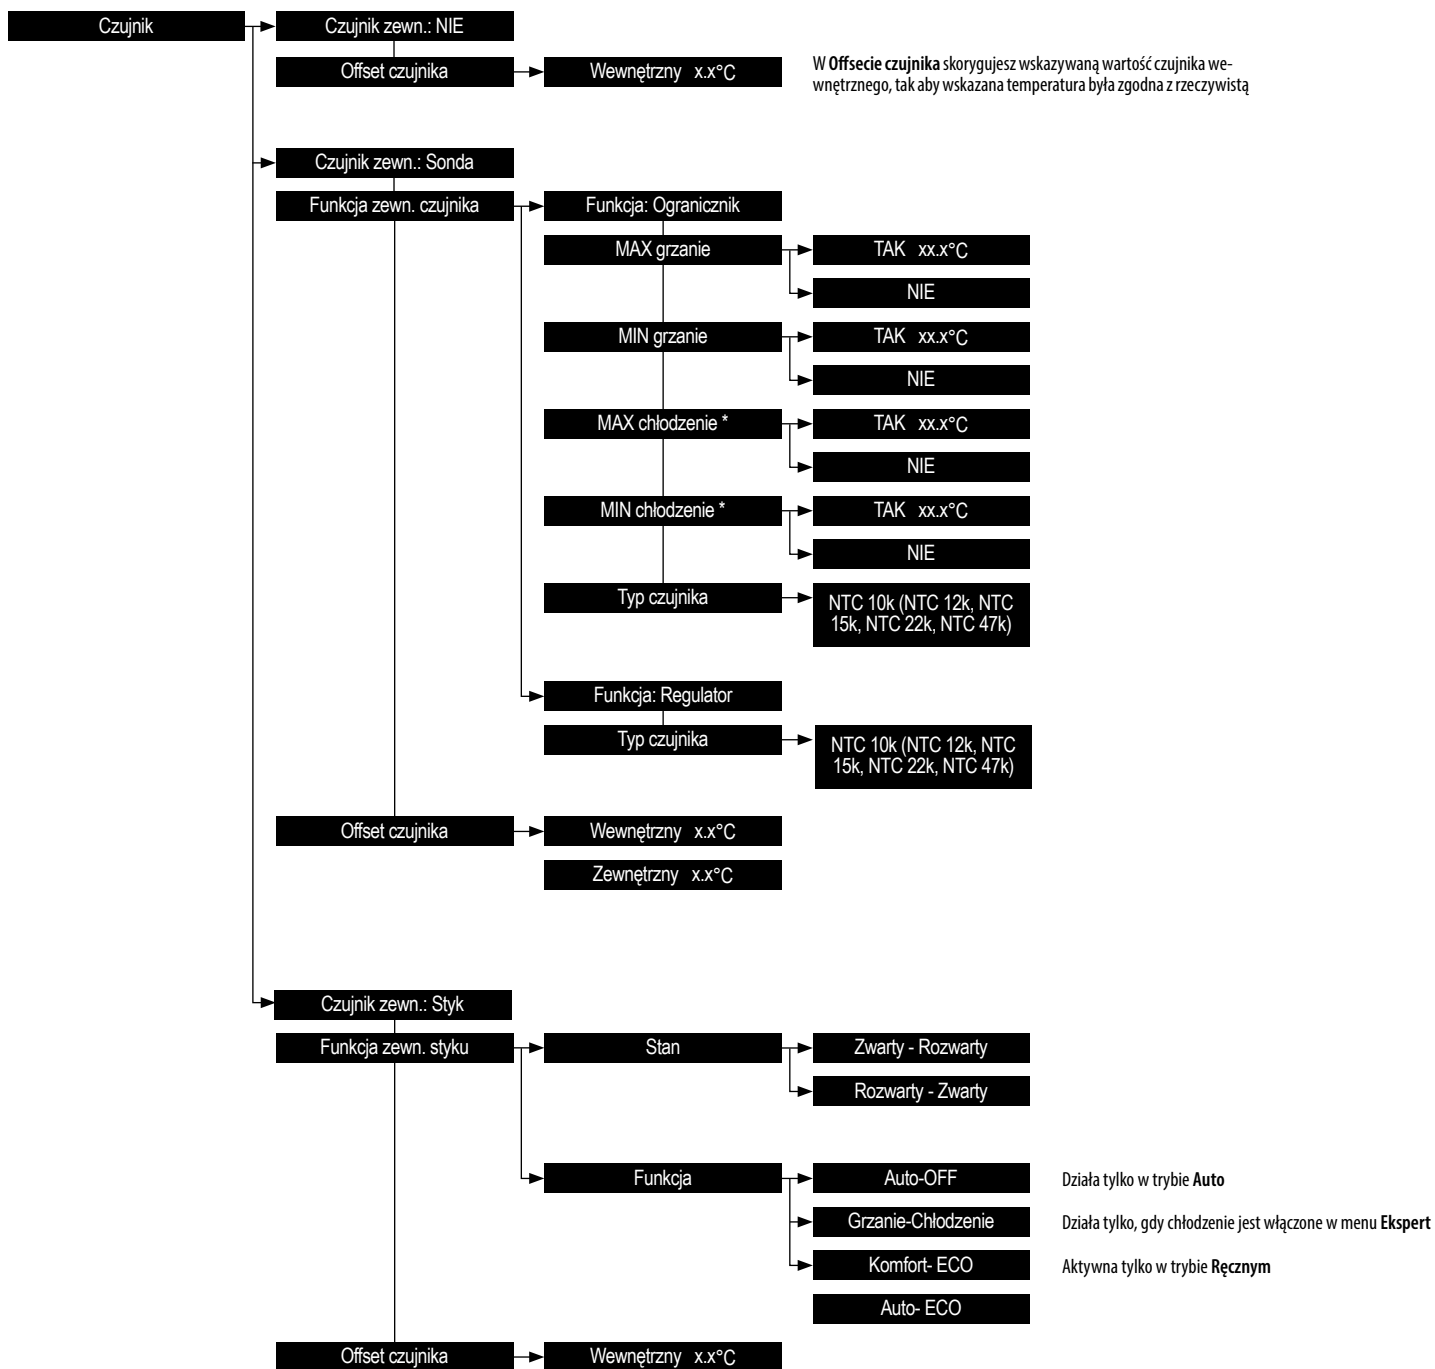 Czujnik
Czujnik zewn.: NIE
Offset czujnika
Wewnętrzny x.x°C
W Offsecie czujnika skorygujesz wskazywaną wartość czujnika we-
wnętrznego, tak aby wskazana temperatura była zgodna z rzeczywistą
Czujnik zewn.: Sonda
Funkcja zewn. czujnika
Funkcja: Ogranicznik
MAX grzanie
TAK xx.x°C
NIE
MIN grzanie
TAK xx.x°C
NIE
MAX chłodzenie *
TAK xx.x°C
NIE
MIN chłodzenie *
TAK xx.x°C
NIE
Typ czujnika
NTC 10k (NTC 12k, NTC
15k, NTC 22k, NTC 47k)
Funkcja: Regulator
Typ czujnika
NTC 10k (NTC 12k, NTC
15k, NTC 22k, NTC 47k)
Offset czujnika
Wewnętrzny x.x°C
Zewnętrzny x.x°C
Czujnik zewn.: Styk
Funkcja zewn. styku
Stan
Zwarty - Rozwarty
Rozwarty - Zwarty
Funkcja
Auto-OFF
Działa tylko w trybie Auto
Grzanie-Chłodzenie
Działa tylko, gdy chłodzenie jest włączone w menu Ekspert
Komfort- ECO
Aktywna tylko w trybie Ręcznym
Auto- ECO
Offset czujnika
Wewnętrzny x.x°C